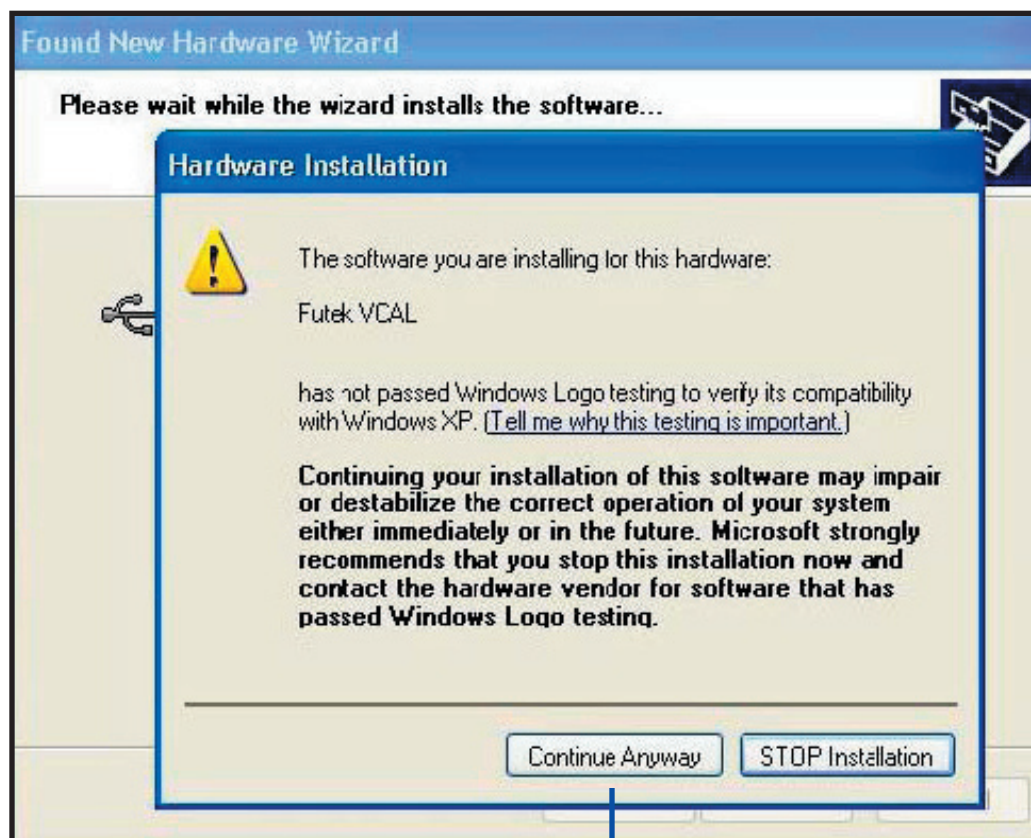 Found New Hardware Wizard
Please wait while the wizard installs the software...
Hardware Installation
The software you are installing for this hardware:
Futek VCAL
has not passed Windows Logo testing to verify its compatibility
with Windows XP. (Tell me why this testing is important.)
Continuing your installation of this software may impair
or destabilize the correct operation of your system
either immediately or in the future. Microsoft strongly
recommends that you stop this installation now and
contact the hardware vendor for software that has
passed Windows Logo testing.
Continue Anyway
STOP Installation